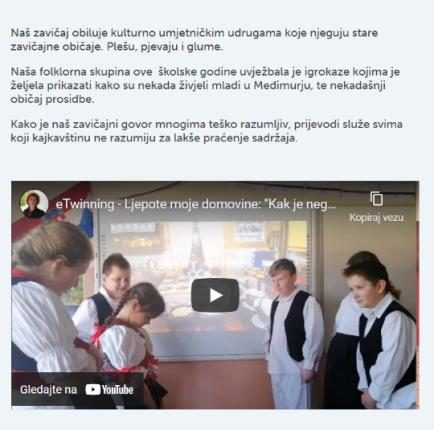 Naš zavičaj obiluje kulturno umjetničkim udrugama koje njeguju stare
zavičajne običaje. Plešu, pjevaju i glume.
Naša folklorna skupina ove školske godine uvježbala je igrokaze kojima je
željela prikazati kako su nekada živjeli mladi u Međimurju, te nekadašnji
običaj prosidbe.
Kako je naš zavičajni govor mnogima teško razumljiv, prijevodi služe svima
koji kajkavštinu ne razumiju za lakše praćenje sadržaja.
eTwinning - Ljepote moje domovine: "Kak je neg...
Kopiraj vezu
Gledajte na YouTube